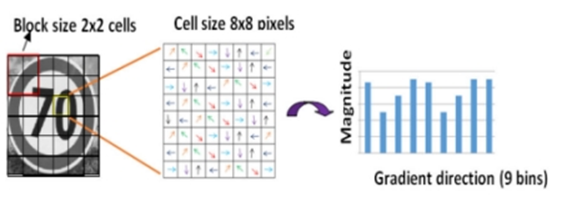 Block size 2x2 cells
Cell size 8x8 pixels
70
Magnitude
Gradient direction (9 bins)